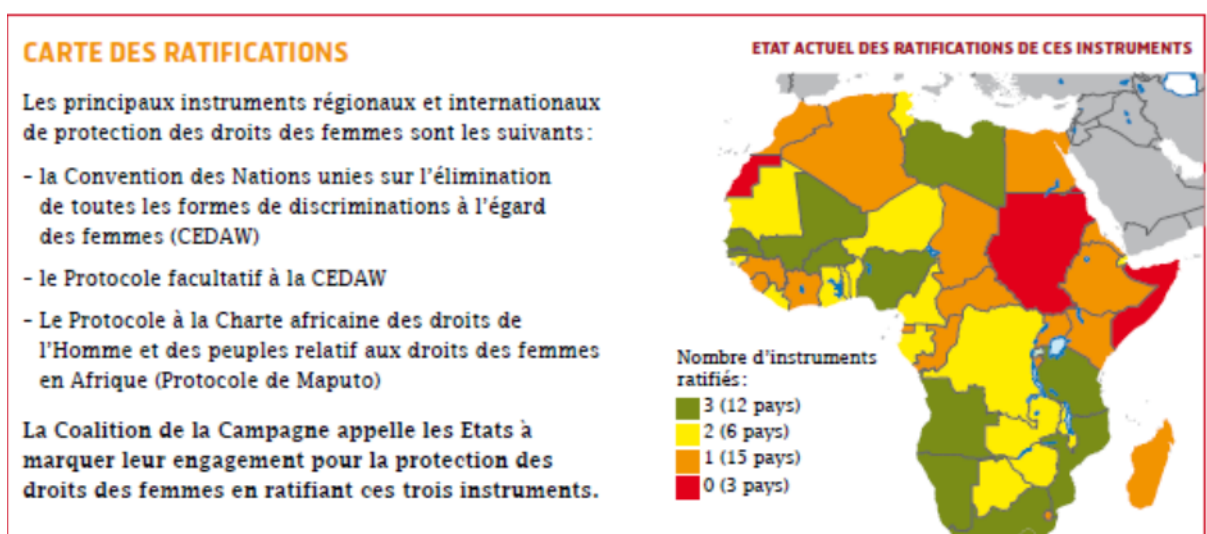 CARTE DES RATIFICATIONS
Les principaux instruments régionaux et internationaux
de protection des droits des femmes sont les suivants :
– la Convention des Nations unies sur l’élimination
de toutes les formes de discriminations à l’égard
des femmes (CEDAW)
– le Protocole facultatif à la CEDAW
– Le Protocole à la Charte africaine des droits de
l’Homme et des peuples relatif aux droits des femmes
en Afrique (Protocole de Maputo)
La Coalition de la Campagne appelle les Etats à
marquer leur engagement pour la protection des
droits des femmes en ratifiant ces trois instruments.
ETAT ACTUEL DES RATIFICATIONS DE CES INSTRUMENTS
Nombre d’instruments
ratifiés :
3 (12 pays)
2 (6 pays)
1 (15 pays)
0 (3 pays)